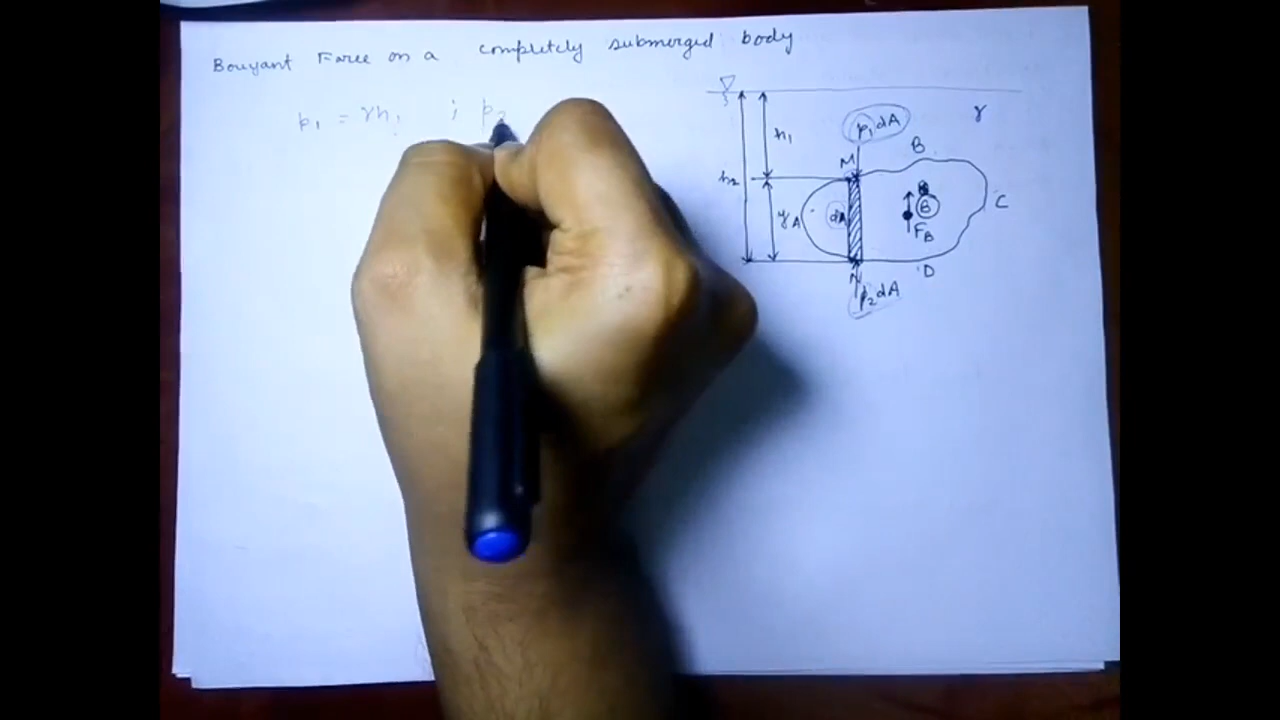 Bouyant Force on a completely submerged body
p₁ = γh₁ ; p₂
γ
p₁dA
h₁
M
B
h₂
B
y
A
dA
C
F_B
N
D
p₂dA